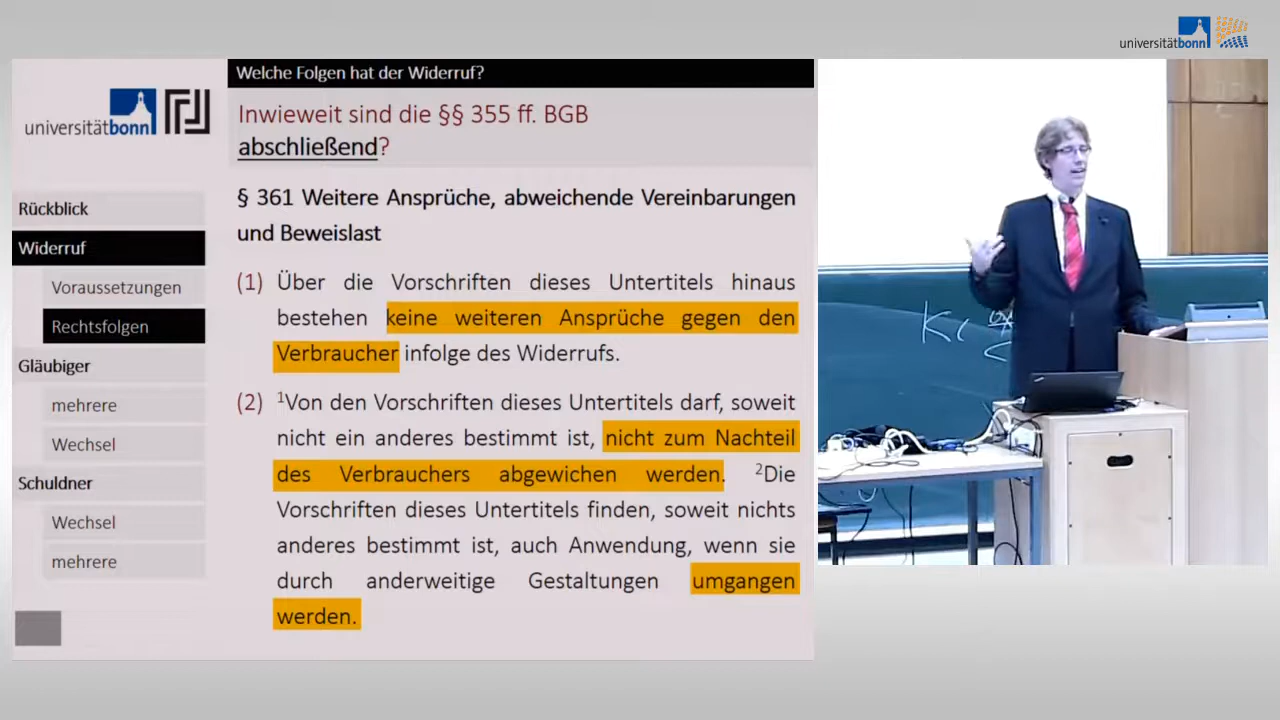 universitätbonn
Welche Folgen hat der Widerruf?
universitätbonn
Inwieweit sind die §§ 355 ff. BGB
abschließend?
Rückblick
Widerruf
Voraussetzungen
Rechtsfolgen
Gläubiger
mehrere
Wechsel
Schuldner
Wechsel
mehrere
§ 361 Weitere Ansprüche, abweichende Vereinbarungen
und Beweislast
(1) Über die Vorschriften dieses Untertitels hinaus
bestehen keine weiteren Ansprüche gegen den
Verbraucher infolge des Widerrufs.
(2) ¹Von den Vorschriften dieses Untertitels darf, soweit
nicht ein anderes bestimmt ist, nicht zum Nachteil
des Verbrauchers abgewichen werden. ²Die
Vorschriften dieses Untertitels finden, soweit nichts
anderes bestimmt ist, auch Anwendung, wenn sie
durch anderweitige Gestaltungen umgangen
werden.